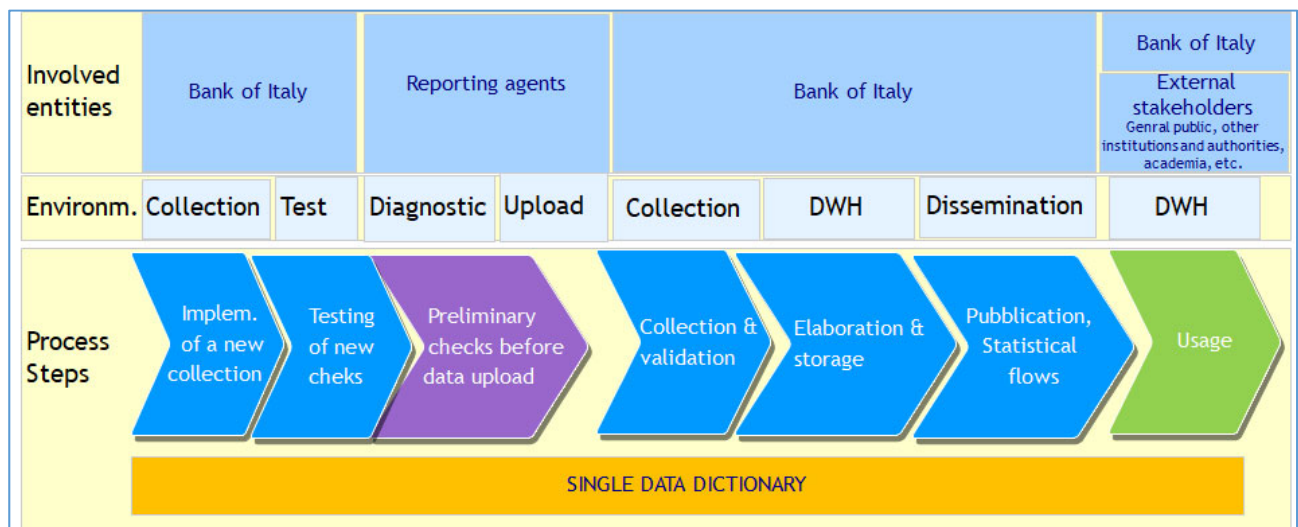 Involved
entities
Bank of Italy
Reporting agents
Bank of Italy
Bank of Italy
External
stakeholders
Genral public, other
institutions and authorities,
academia, etc.
Environm.
Collection
Test
Diagnostic
Upload
Collection
DWH
Dissemination
DWH
Process
Steps
Implem.
of a new
collection
Testing
of new
cheks
Preliminary
checks before
data upload
Collection &
validation
Elaboration &
storage
Pubblication,
Statistical
flows
Usage
SINGLE DATA DICTIONARY